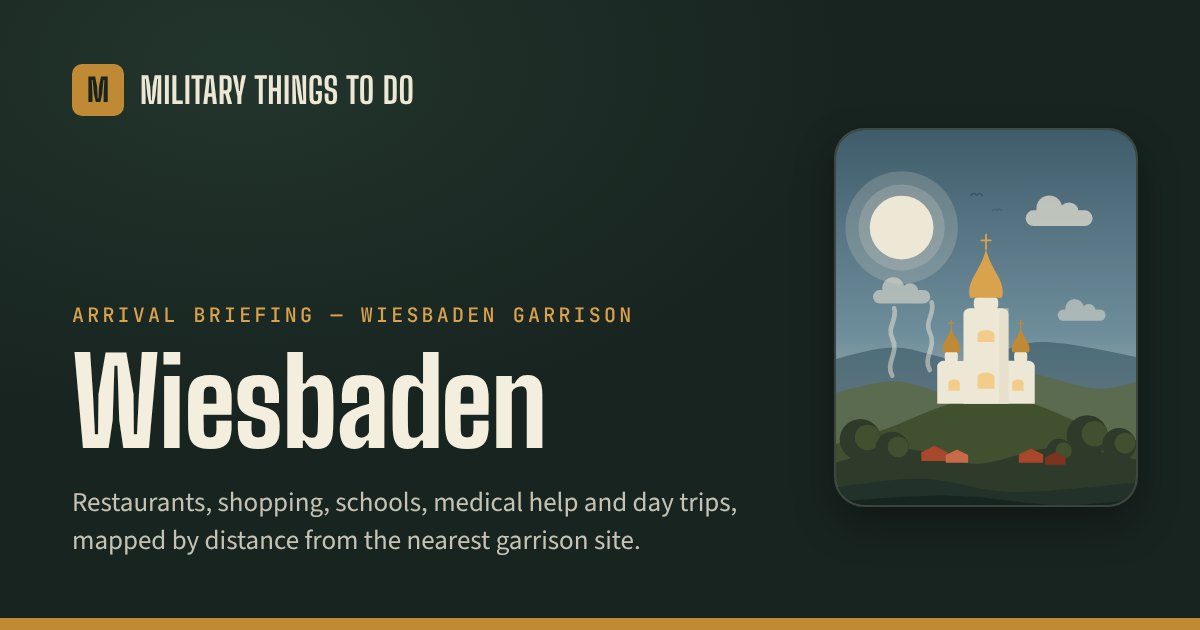 M MILITARY THINGS TO DO
ARRIVAL BRIEFING — WIESBADEN GARRISON
Wiesbaden
Restaurants, shopping, schools, medical help and day trips,
mapped by distance from the nearest garrison site.